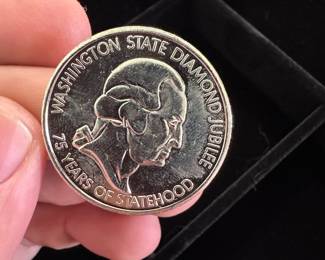 WASHINGTON STATE DIAMOND JUBILEE
75 YEARS OF STATEHOOD